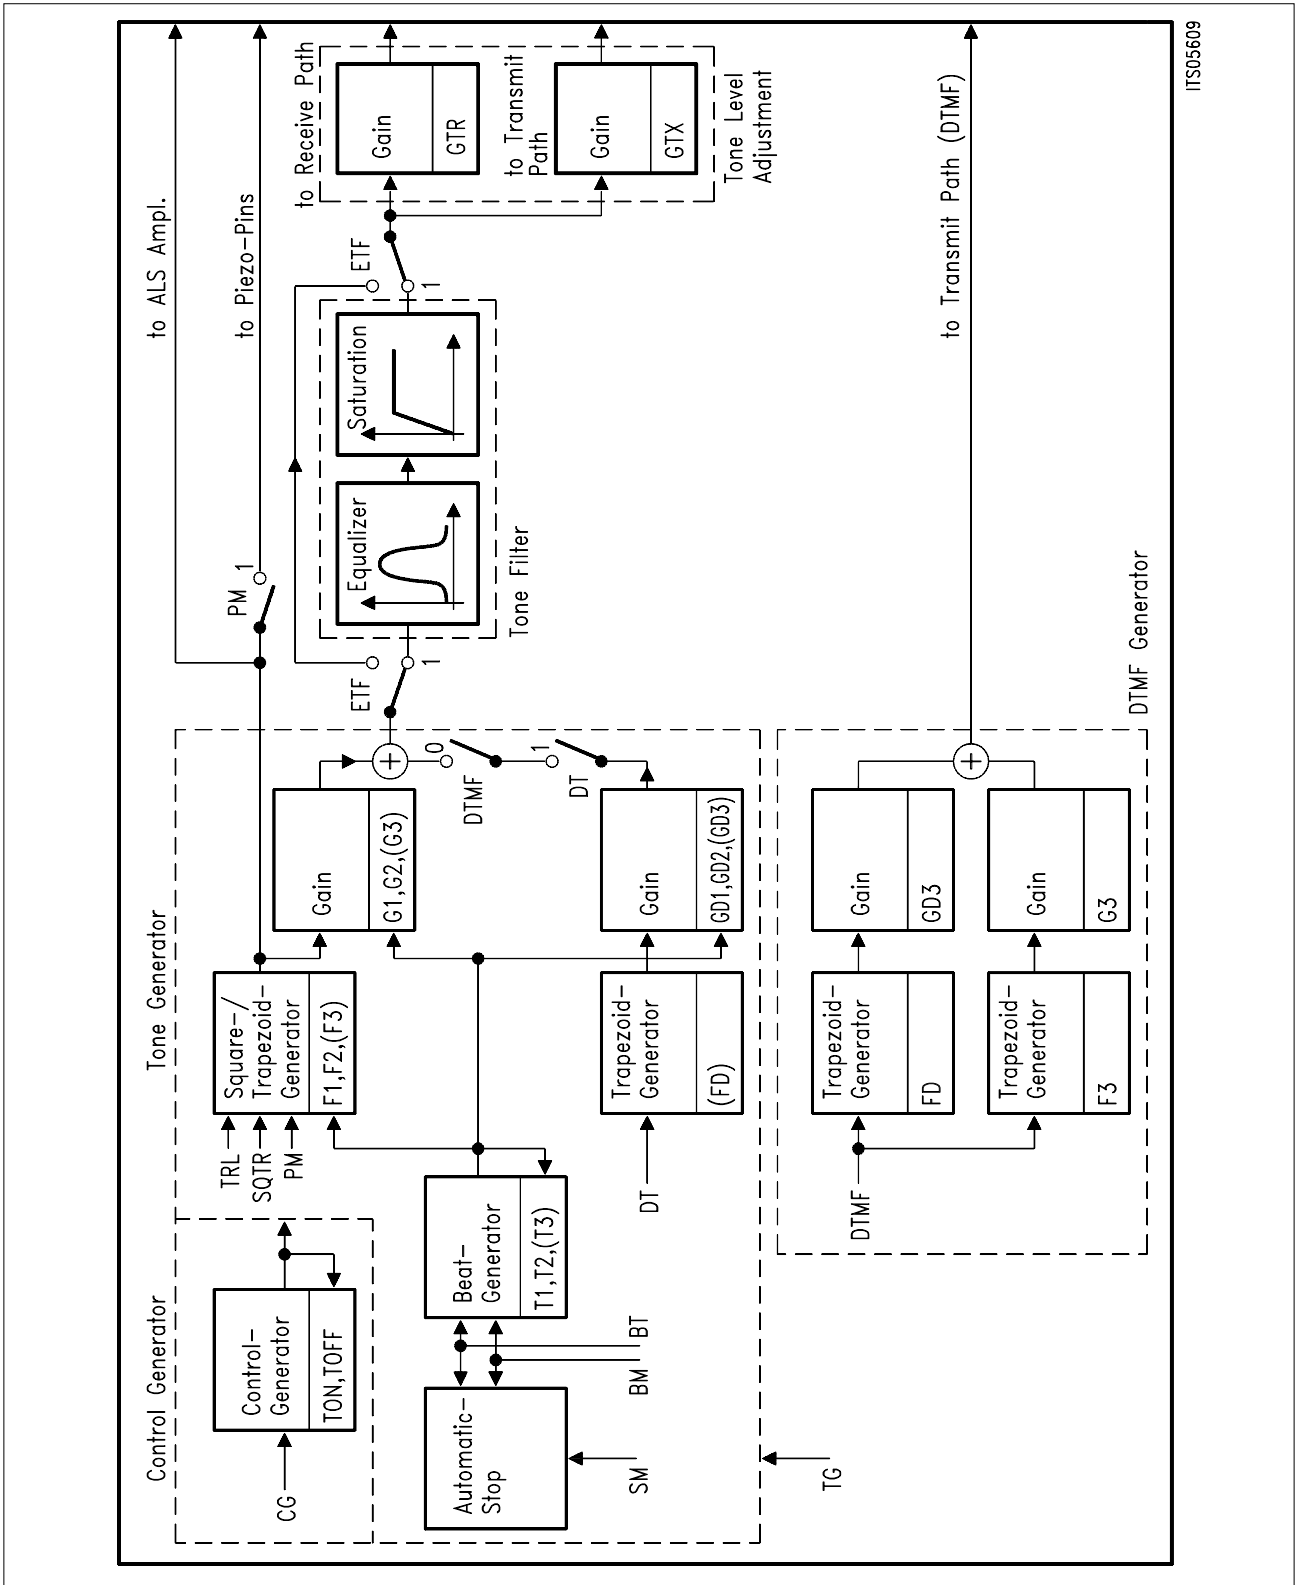 Control Generator
Tone Generator
CG
Control-
Generator
TON,TOFF
TRL
SQTR
PM
Square-/
Trapezoid-
Generator
F1,F2,(F3)
Gain
G1,G2,(G3)
PM
1
to ALS Ampl.
to Piezo-Pins
ETF
1
Equalizer
Saturation
Tone Filter
ETF
1
to Receive Path
Gain
GTR
to Transmit
Path
Gain
GTX
Tone Level
Adjustment
Automatic-
Stop
SM
BM
BT
Beat-
Generator
T1,T2,(T3)
DT
Trapezoid-
Generator
(FD)
Gain
GD1,GD2,(GD3)
0
DTMF
1
DT
TG
DTMF
Trapezoid-
Generator
FD
Gain
GD3
Trapezoid-
Generator
F3
Gain
G3
DTMF Generator
to Transmit Path (DTMF)
ITS05609